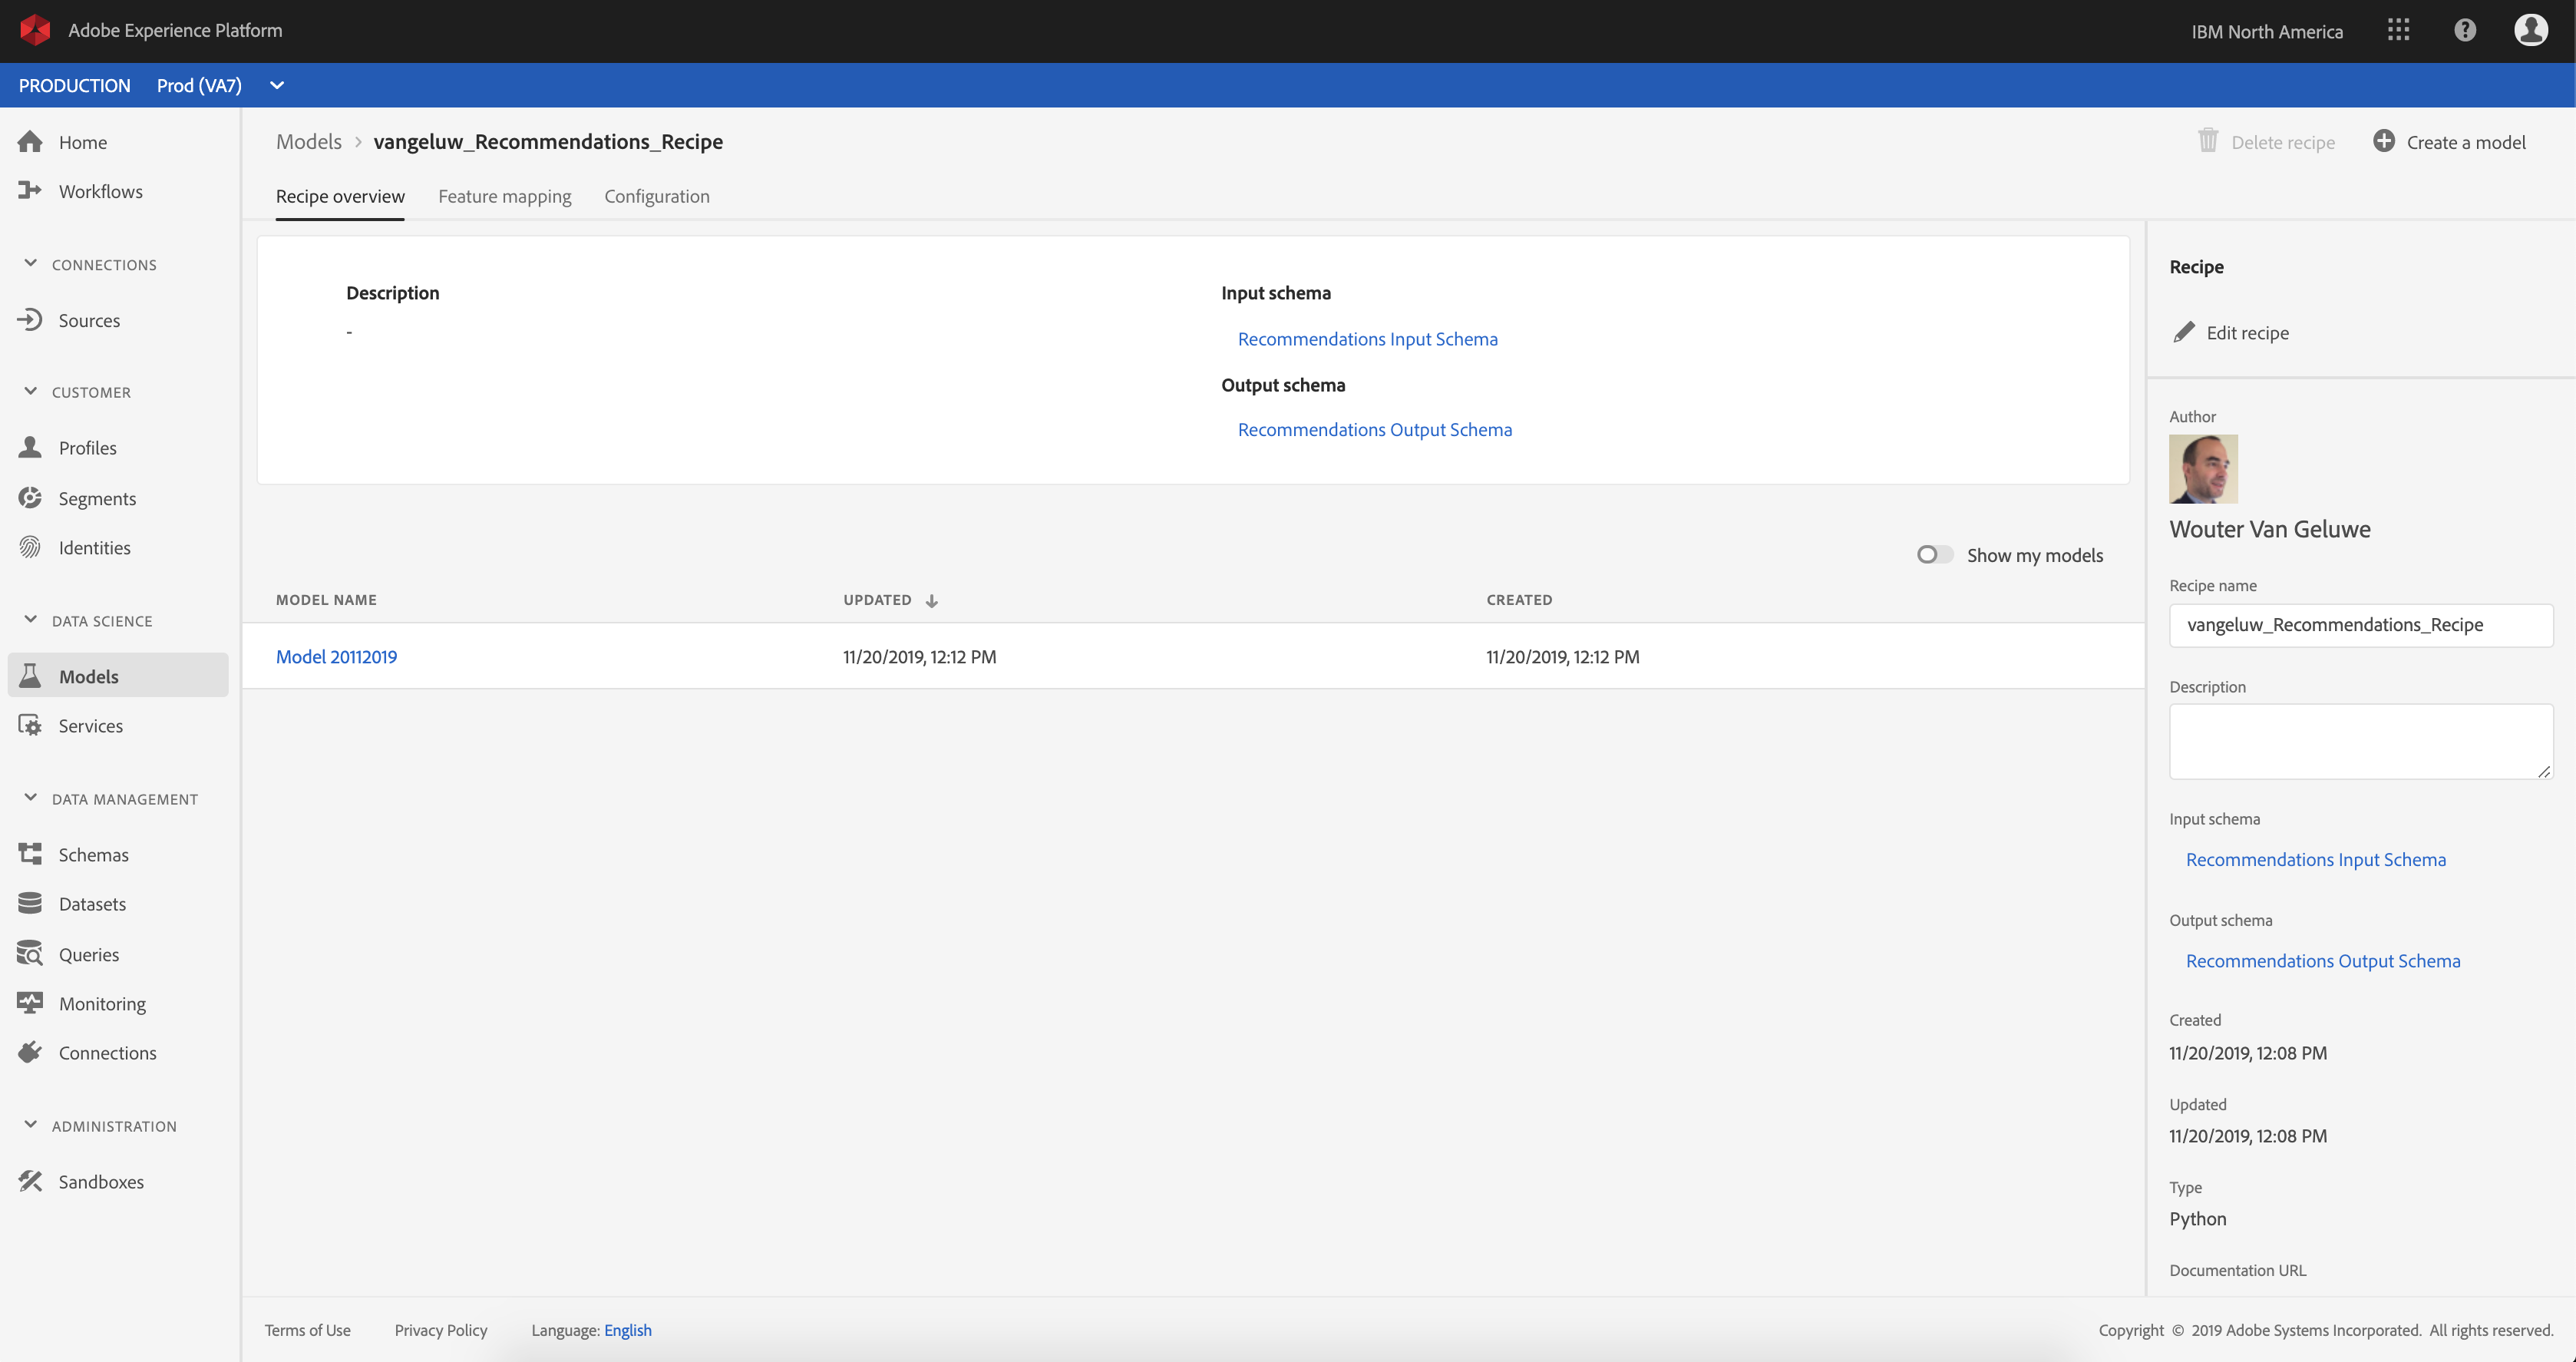 Adobe Experience Platform
IBM North America
PRODUCTION Prod (VA7)
Home
Workflows
CONNECTIONS
Sources
CUSTOMER
Profiles
Segments
Identities
DATA SCIENCE
Models
Services
DATA MANAGEMENT
Schemas
Datasets
Queries
Monitoring
Connections
ADMINISTRATION
Sandboxes
Models > vangeluw_Recommendations_Recipe
Delete recipe
Create a model
Recipe overview Feature mapping Configuration
Description
-
Input schema
Recommendations Input Schema
Output schema
Recommendations Output Schema
Show my models
MODEL NAME UPDATED CREATED
Model 20112019 11/20/2019, 12:12 PM 11/20/2019, 12:12 PM
Recipe
Edit recipe
Author
Wouter Van Geluwe
Recipe name
vangeluw_Recommendations_Recipe
Description
Input schema
Recommendations Input Schema
Output schema
Recommendations Output Schema
Created
11/20/2019, 12:08 PM
Updated
11/20/2019, 12:08 PM
Type
Python
Documentation URL
Terms of Use Privacy Policy Language: English
Copyright © 2019 Adobe Systems Incorporated. All rights reserved.